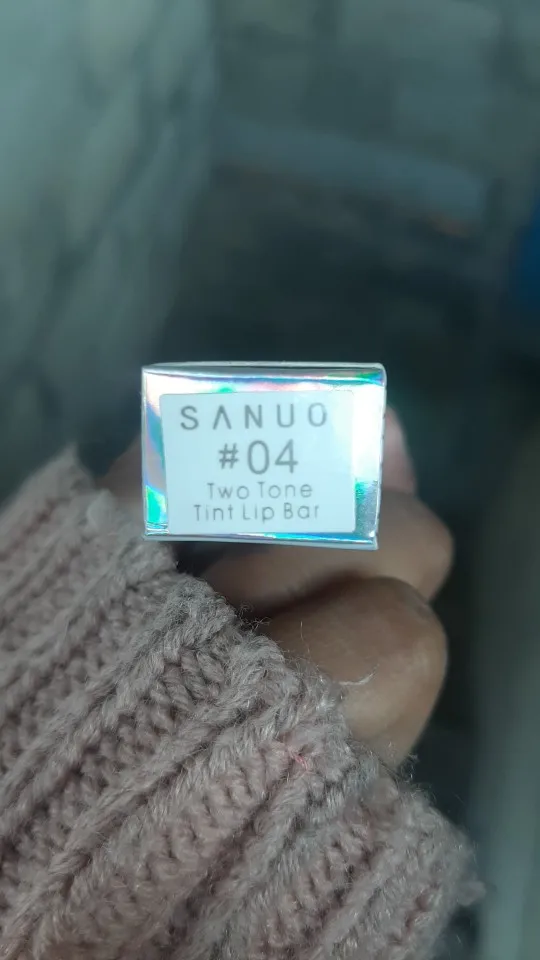 SANUO
#04
Two Tone
Tint Lip Bar